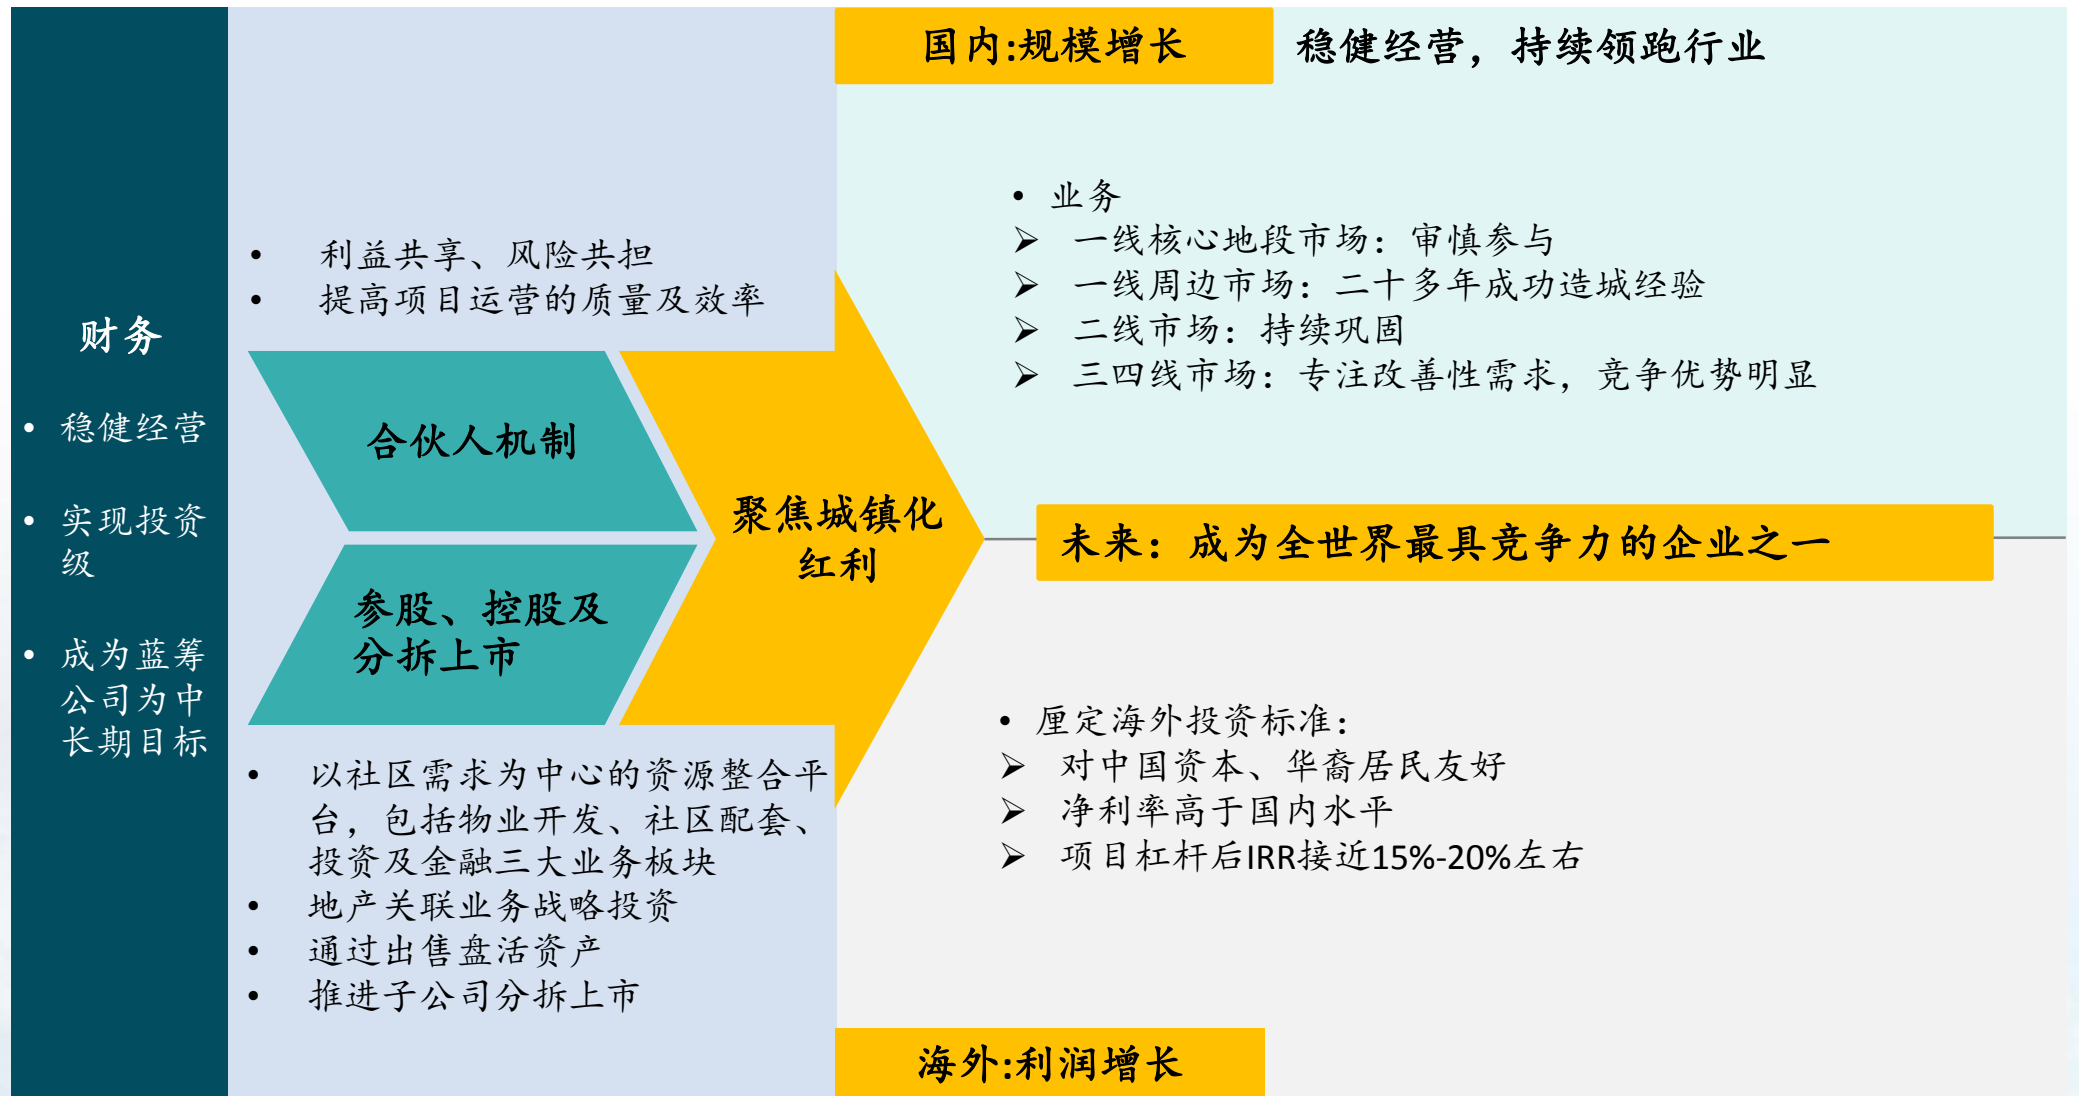 财务
• 稳健经营
• 实现投资
级
• 成为蓝筹
公司为中
长期目标
• 利益共享、风险共担
• 提高项目运营的质量及效率
合伙人机制
参股、控股及
分拆上市
• 以社区需求为中心的资源整合平
台，包括物业开发、社区配套、
投资及金融三大业务板块
• 地产关联业务战略投资
• 通过出售盘活资产
• 推进子公司分拆上市
聚焦城镇化
红利
国内:规模增长
稳健经营，持续领跑行业
• 业务
➢ 一线核心地段市场：审慎参与
➢ 一线周边市场：二十多年成功造城经验
➢ 二线市场：持续巩固
➢ 三四线市场：专注改善性需求，竞争优势明显
未来：成为全世界最具竞争力的企业之一
• 厘定海外投资标准：
➢ 对中国资本、华裔居民友好
➢ 净利率高于国内水平
➢ 项目杠杆后IRR接近15%-20%左右
海外:利润增长